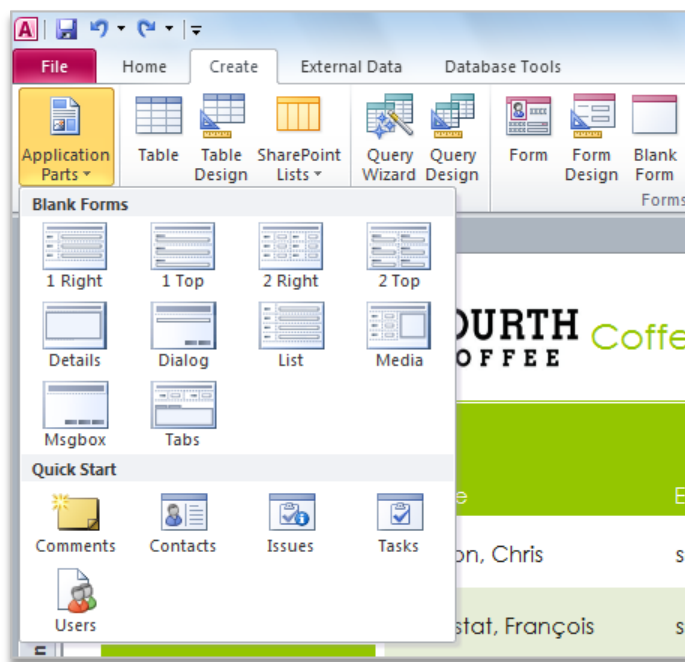 A
File Home Create External Data Database Tools
Application Parts
Table
Table Design
SharePoint Lists
Query Wizard
Query Design
Form
Form Design
Blank Form
Forms
Blank Forms
1 Right 1 Top 2 Right 2 Top
Details Dialog List Media
Msgbox Tabs
Quick Start
Comments Contacts Issues Tasks
Users
OURTH
COFFEE
Coffe
e E
on, Chris s
stat, François s